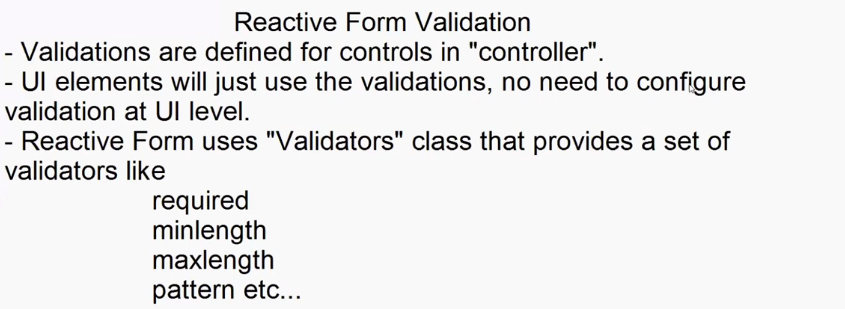 Reactive Form Validation
- Validations are defined for controls in "controller".
- UI elements will just use the validations, no need to configure
validation at UI level.
- Reactive Form uses "Validators" class that provides a set of
validators like
required
minlength
maxlength
pattern etc...